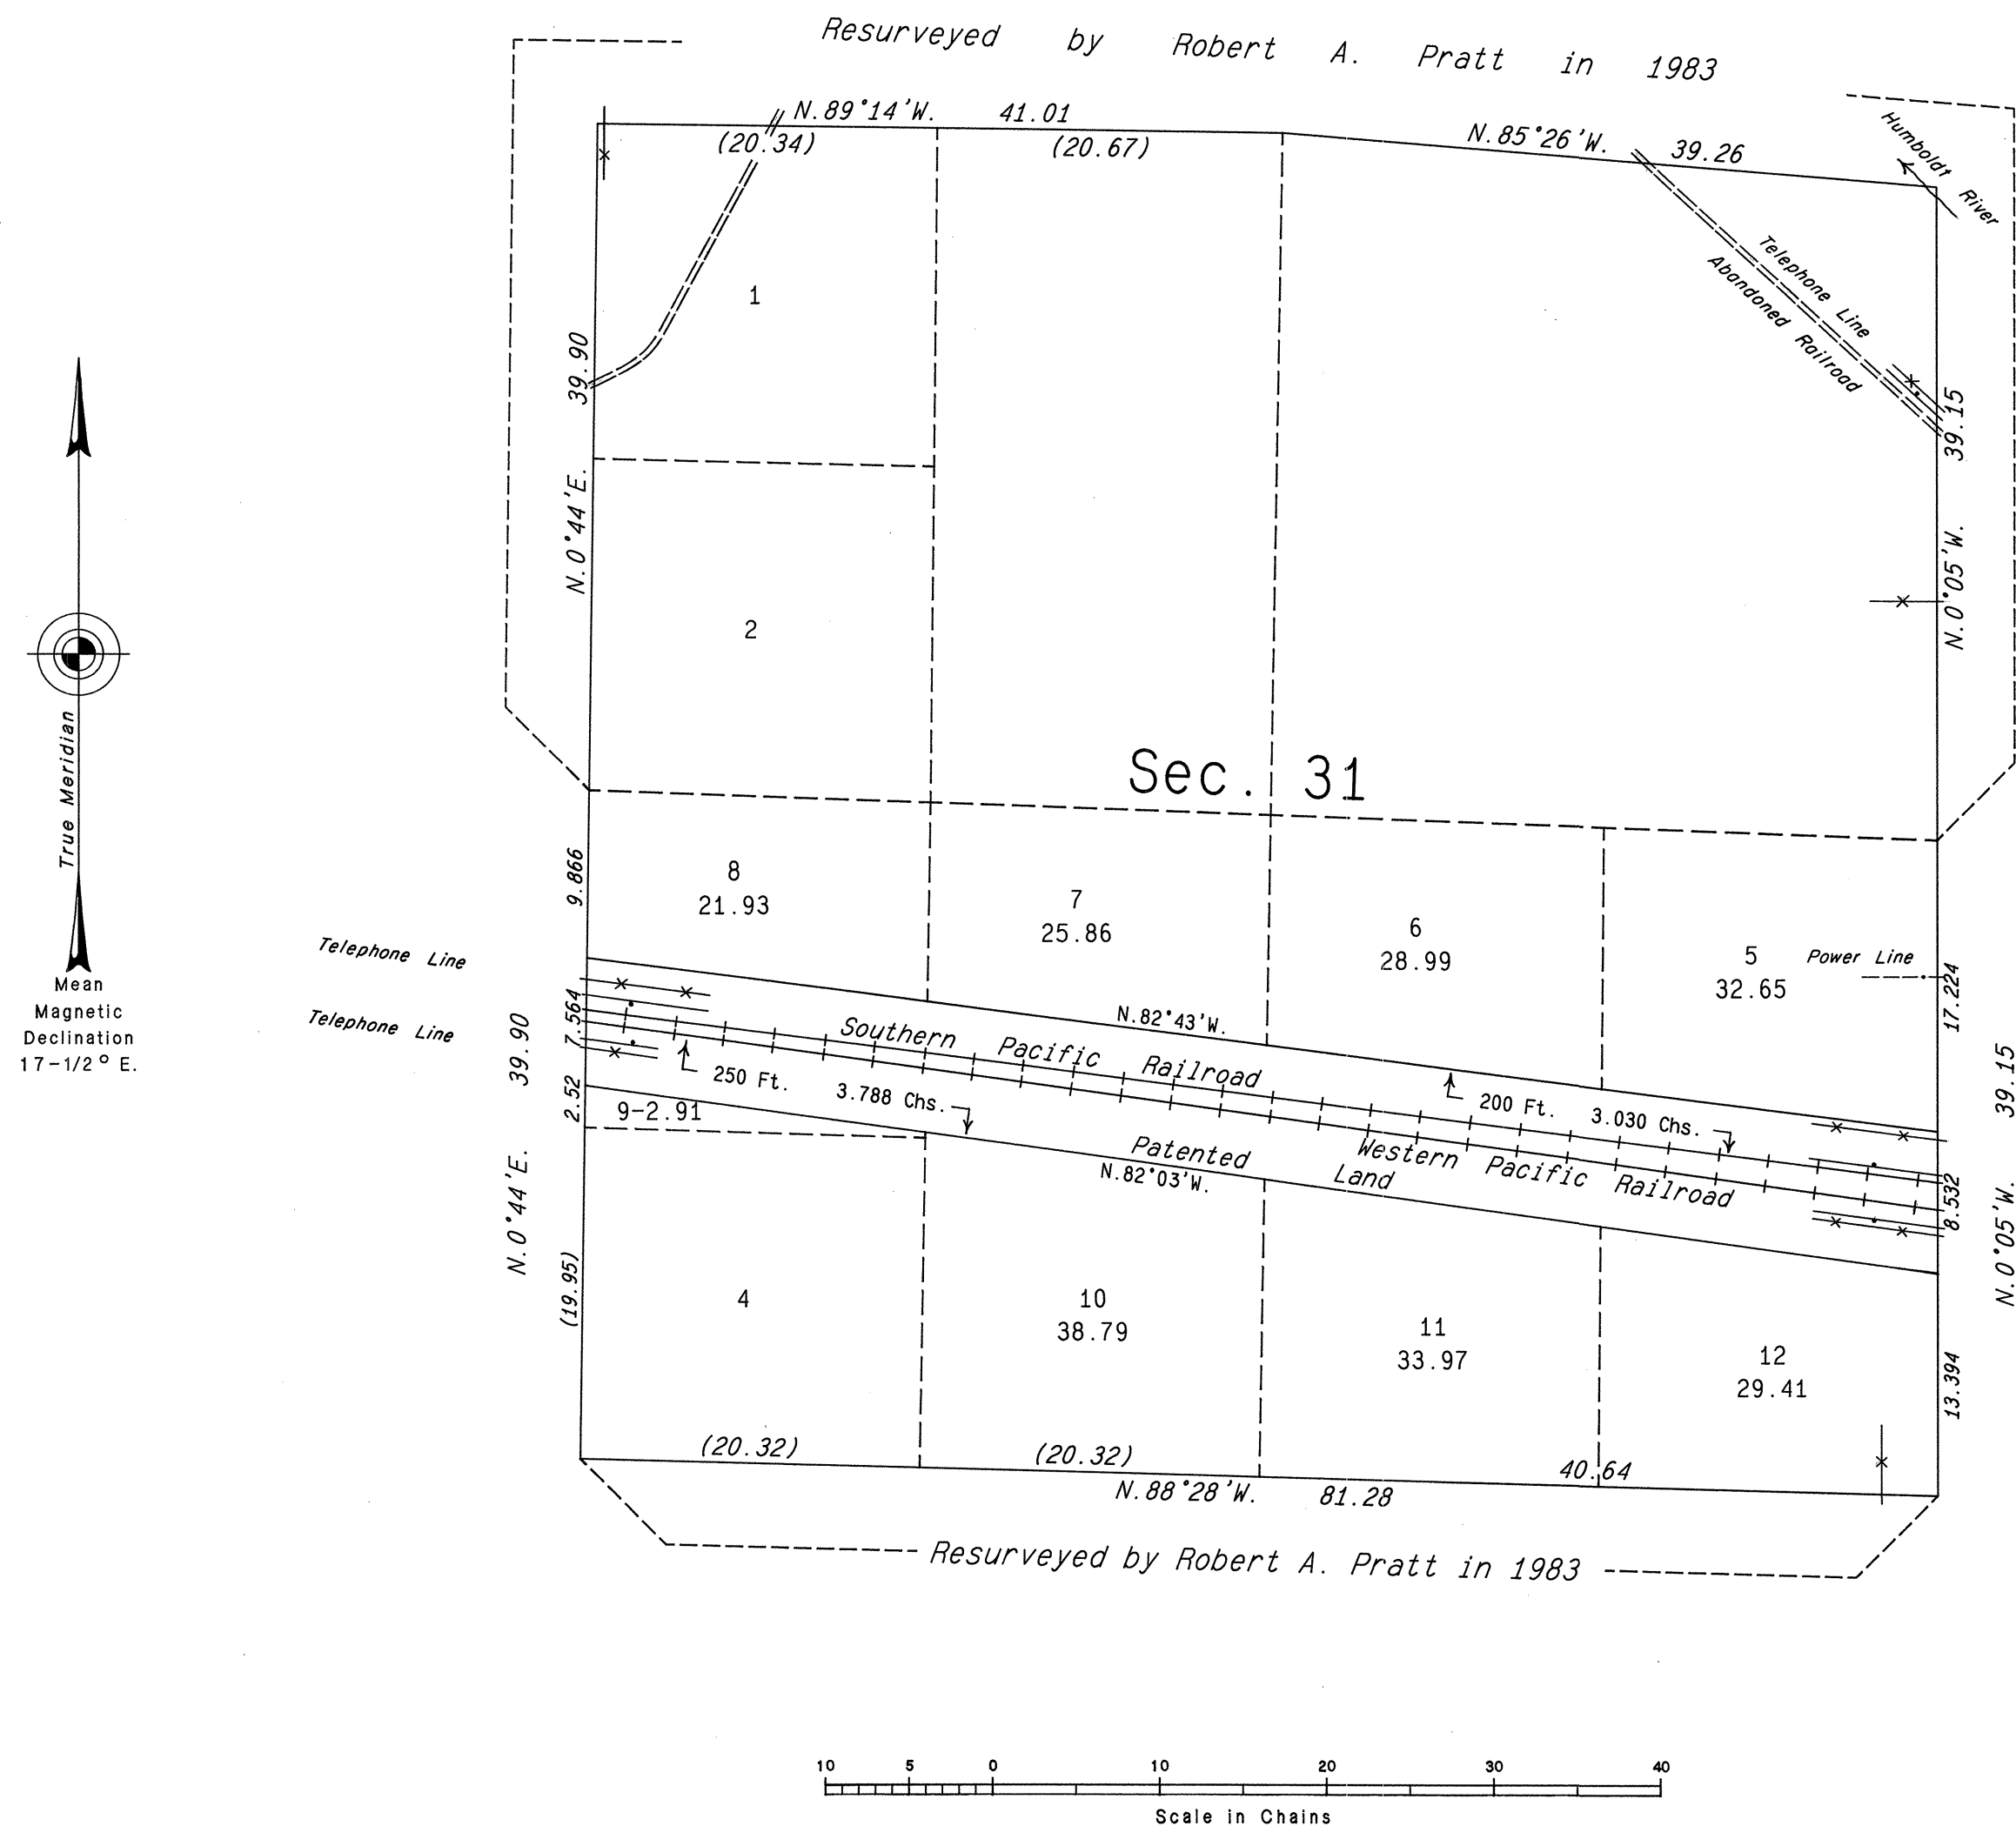 Resurveyed by Robert A. Pratt in 1983
N.89°14'W. 41.01
(20.34) (20.67)
N.85°26'W. 39.26
Humboldt River
Telephone Line
Abandoned Railroad
1
39.90
N.0°44'E.
39.15
N.0°05'W.
2
Sec. 31
True Meridian
Mean
Magnetic
Declination
17-1/2° E.
9.866
8
21.93
7
25.86
6
28.99
5
32.65
Power Line
17.224
Telephone Line
Telephone Line
7.564
N.82°43'W.
Southern Pacific Railroad
250 Ft. 3.788 Chs.
200 Ft. 3.030 Chs.
39.90
N.0°44'E.
2.52
9-2.91
Patented Land
N.82°03'W.
Western Pacific Railroad
8.532
39.15
N.0°05'W.
(19.95)
4
10
38.79
11
33.97
12
29.41
13.394
(20.32) (20.32) 40.64
N.88°28'W. 81.28
Resurveyed by Robert A. Pratt in 1983
10 5 0 10 20 30 40
Scale in Chains